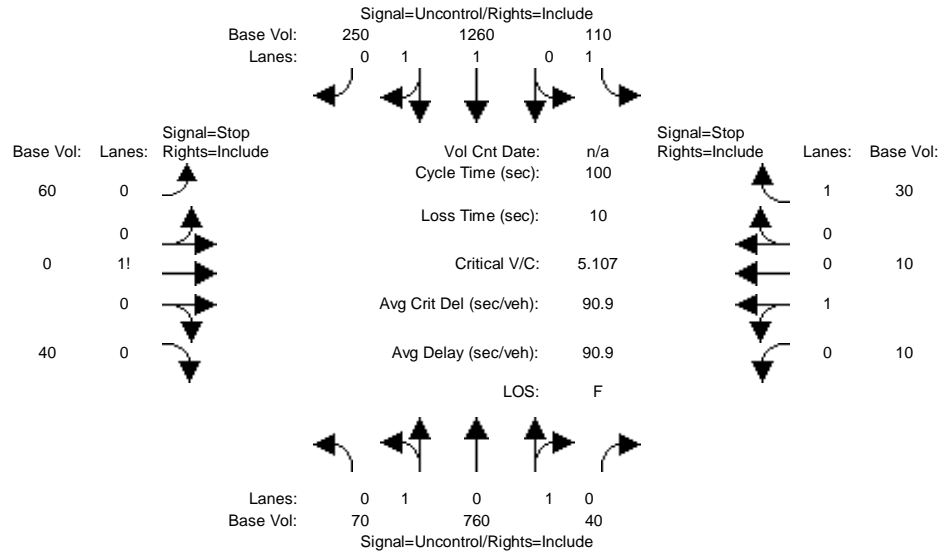 Signal=Uncontrol/Rights=Include
Base Vol: 250 1260 110
Lanes: 0 1 1 0 1
Signal=Stop Signal=Stop
Base Vol: Lanes: Rights=Include Vol Cnt Date: n/a Rights=Include Lanes: Base Vol:
Cycle Time (sec): 100
60 0 1 30
Loss Time (sec): 10
0 0
0 1! Critical V/C: 5.107 0 10
0 Avg Crit Del (sec/veh): 90.9 1
40 0 Avg Delay (sec/veh): 90.9 0 10
LOS: F
Lanes: 0 1 0 1 0
Base Vol: 70 760 40
Signal=Uncontrol/Rights=Include